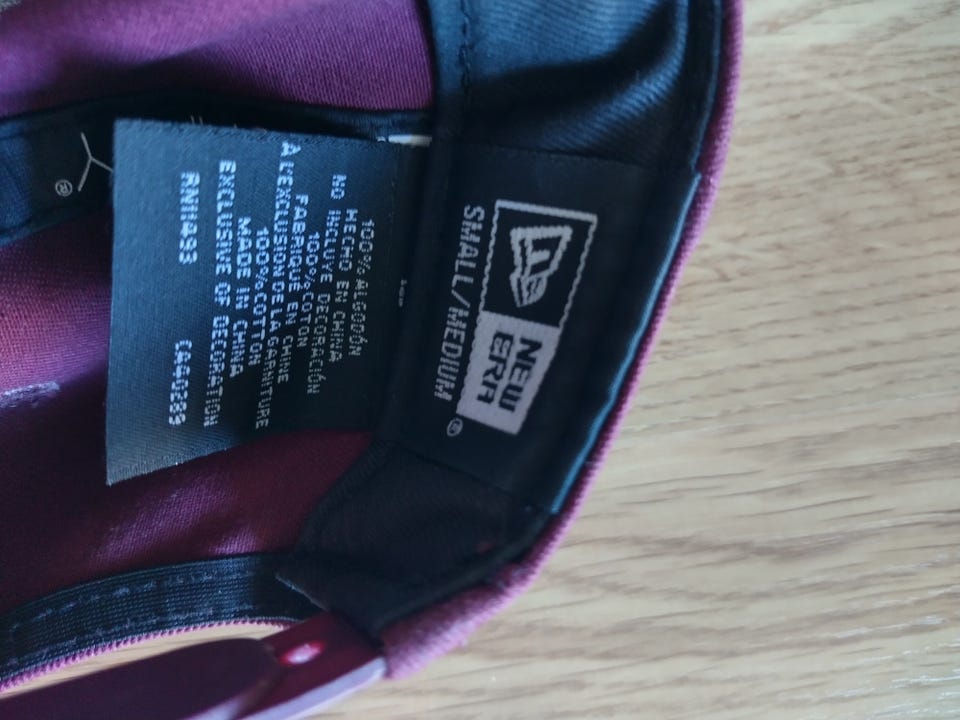 NEW
ERA
®
SMALL/MEDIUM
100% ALGODÓN
HECHO EN CHINA
NO INCLUYE DECORACIÓN
100% COTON
FABRIQUÉ EN CHINE
A L'EXCLUSION DE LA GARNITURE
100% COTTON
MADE IN CHINA
EXCLUSIVE OF DECORATION
RN11493 CA40289
®